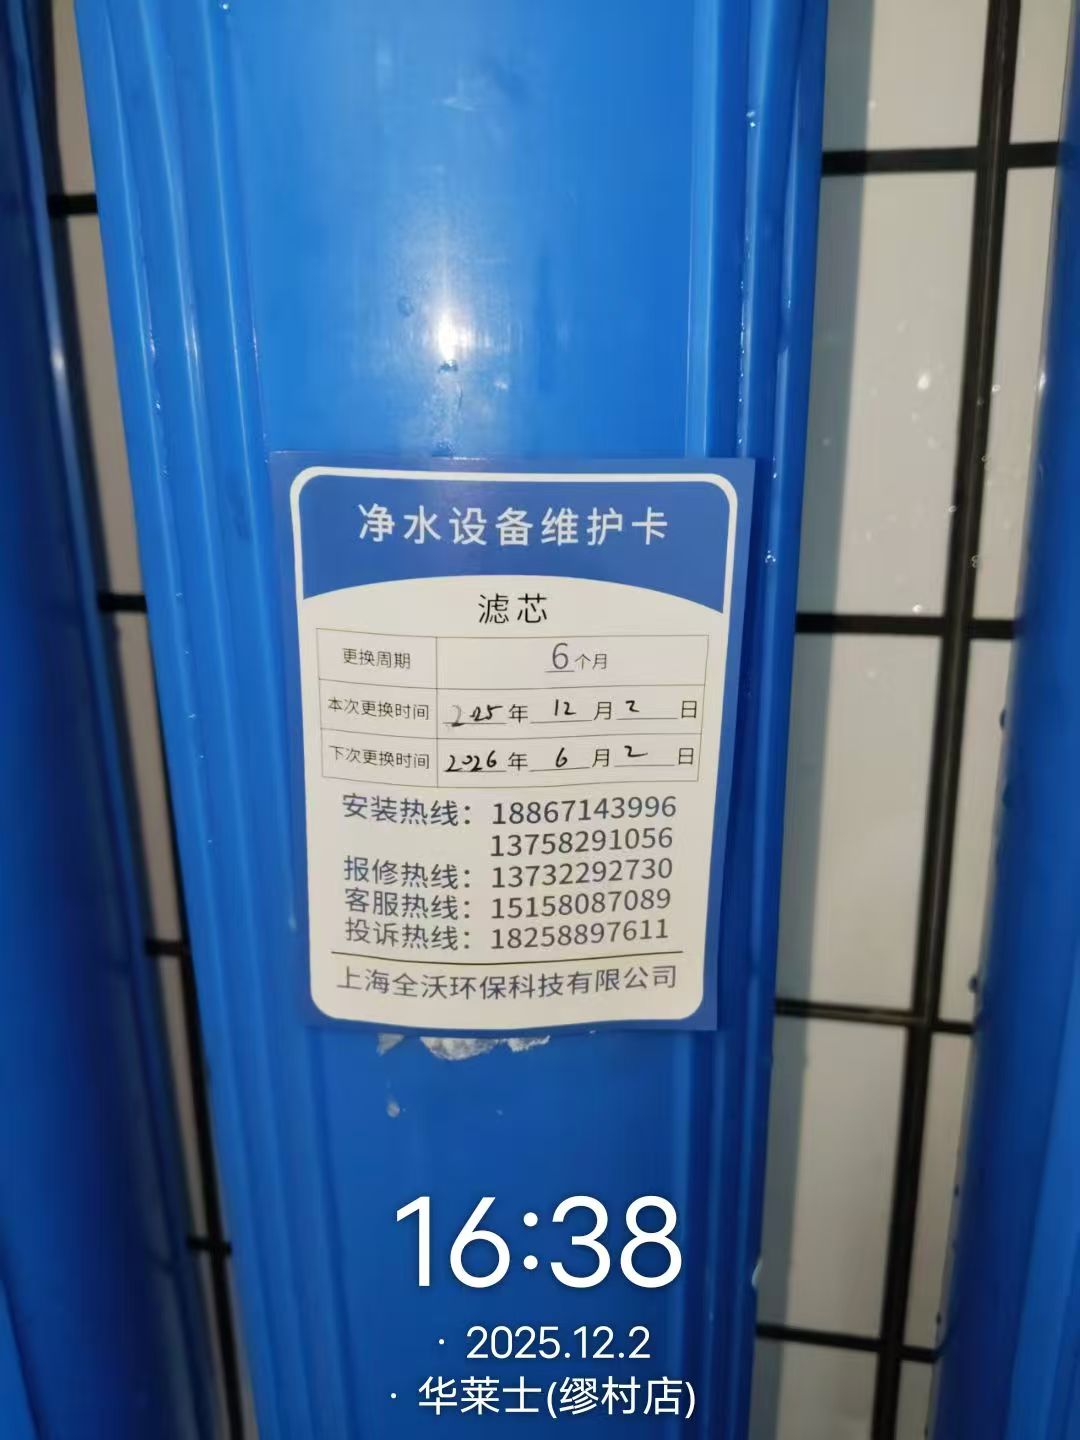 净水设备维护卡
滤芯
更换周期 6个月
本次更换时间 2025年12月2日
下次更换时间 2026年6月2日
安装热线：18867143996
13758291056
报修热线：13732292730
客服热线：15158087089
投诉热线：18258897611
上海全沃环保科技有限公司
16:38
· 2025.12.2
· 华莱士(缪村店)